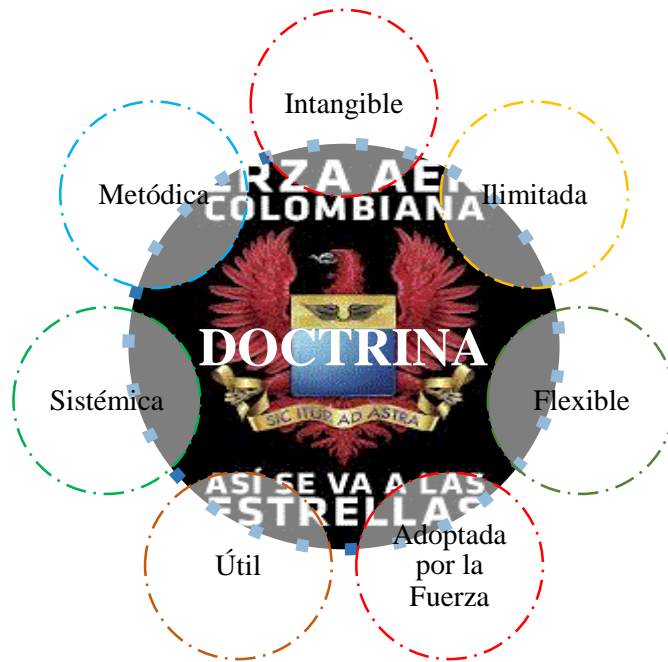 Intangible
Metódica
Ilimitada
ERZA AER
COLOMBIANA
DOCTRINA
SIC ITUR AD ASTRA
Sistémica
Flexible
ASÍ SE VA A LAS
ESTRELLAS
Útil
Adoptada
por la
Fuerza